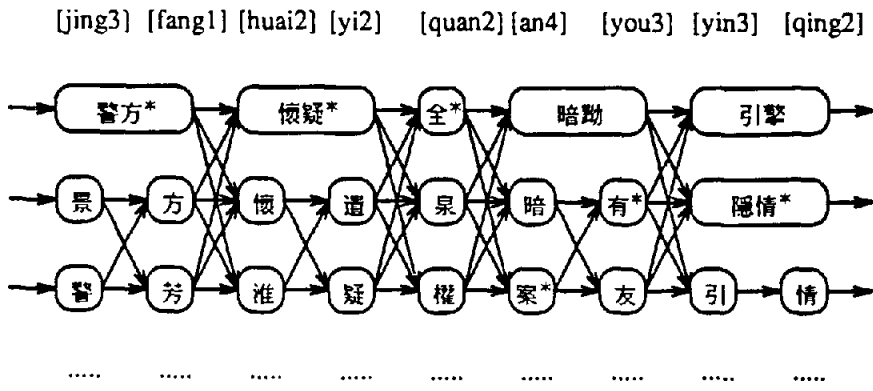 [jing3] [fang1] [huai2] [yi2] [quan2] [an4] [you3] [yin3] [qing2]
警方* 懷疑* 全* 暗黝 引擎
景 方 懷 遺 泉 暗 有* 隱情*
警 芳 淮 疑 權 案* 友 引 情
..... ..... ..... ..... ..... ..... ..... ..... .....